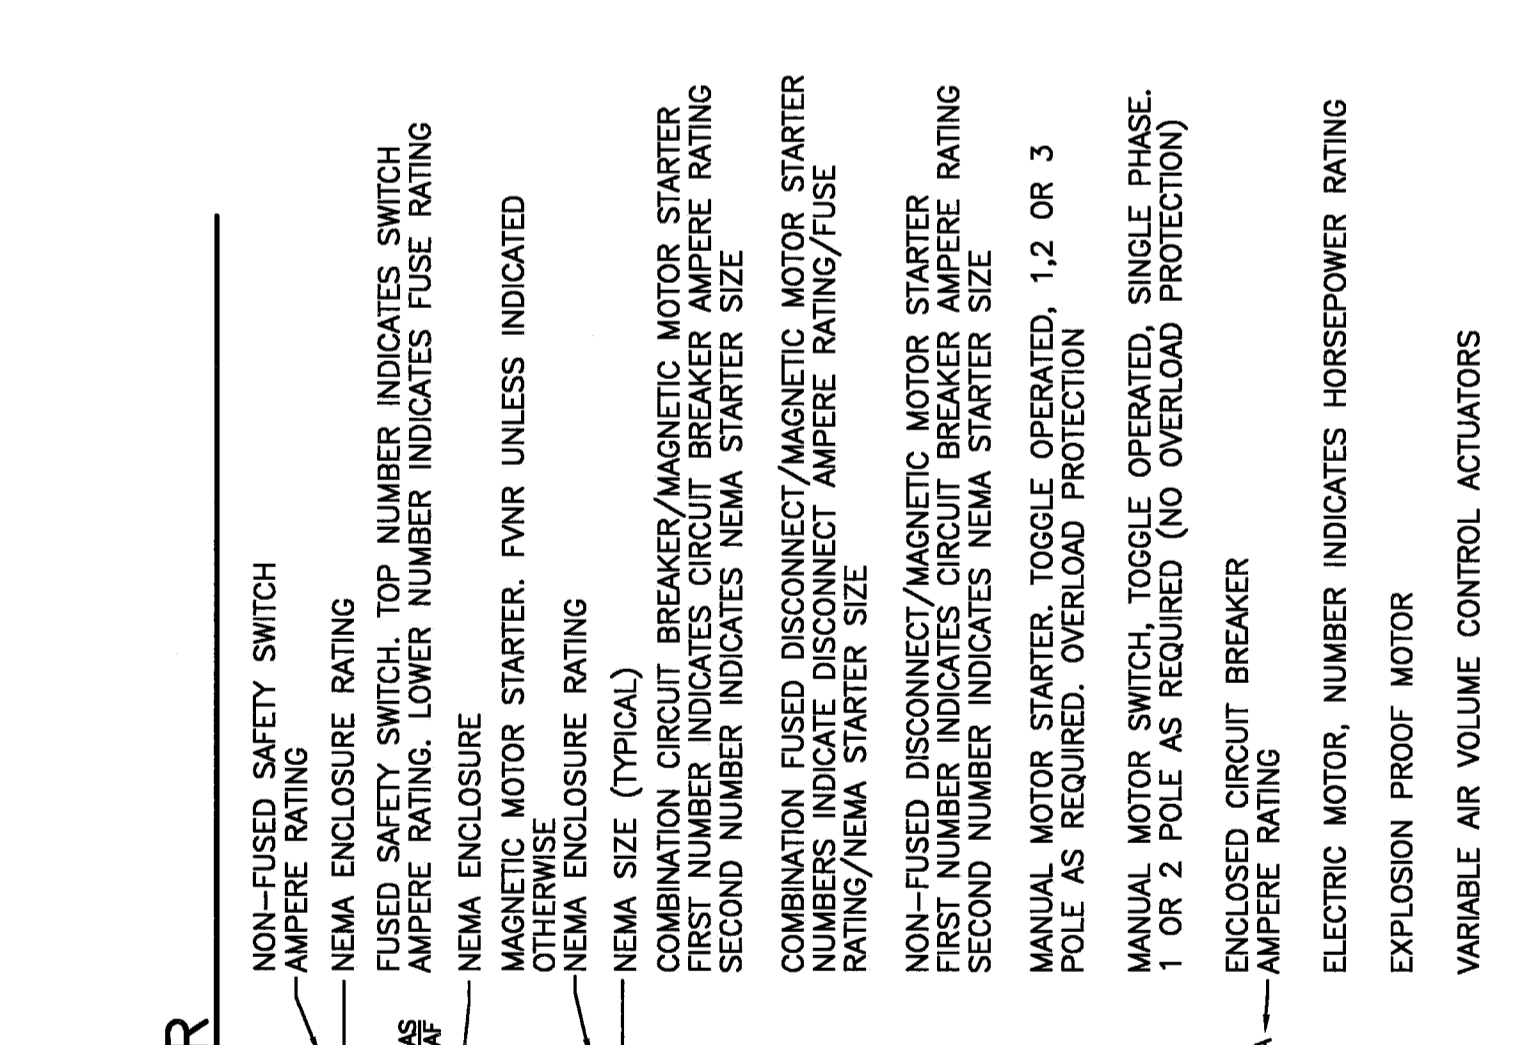 R
NON-FUSED SAFETY SWITCH
AMPERE RATING
NEMA ENCLOSURE RATING
AS
AF
FUSED SAFETY SWITCH. TOP NUMBER INDICATES SWITCH
AMPERE RATING. LOWER NUMBER INDICATES FUSE RATING
NEMA ENCLOSURE
MAGNETIC MOTOR STARTER. FVNR UNLESS INDICATED
OTHERWISE
NEMA ENCLOSURE RATING
NEMA SIZE (TYPICAL)
COMBINATION CIRCUIT BREAKER/MAGNETIC MOTOR STARTER
FIRST NUMBER INDICATES CIRCUIT BREAKER AMPERE RATING
SECOND NUMBER INDICATES NEMA STARTER SIZE
COMBINATION FUSED DISCONNECT/MAGNETIC MOTOR STARTER
NUMBERS INDICATE DISCONNECT AMPERE RATING/FUSE
RATING/NEMA STARTER SIZE
NON-FUSED DISCONNECT/MAGNETIC MOTOR STARTER
FIRST NUMBER INDICATES CIRCUIT BREAKER AMPERE RATING
SECOND NUMBER INDICATES NEMA STARTER SIZE
MANUAL MOTOR STARTER. TOGGLE OPERATED, 1,2 OR 3
POLE AS REQUIRED. OVERLOAD PROTECTION
MANUAL MOTOR SWITCH, TOGGLE OPERATED, SINGLE PHASE.
1 OR 2 POLE AS REQUIRED (NO OVERLOAD PROTECTION)
ENCLOSED CIRCUIT BREAKER
AMPERE RATING
ELECTRIC MOTOR, NUMBER INDICATES HORSEPOWER RATING
EXPLOSION PROOF MOTOR
VARIABLE AIR VOLUME CONTROL ACTUATORS